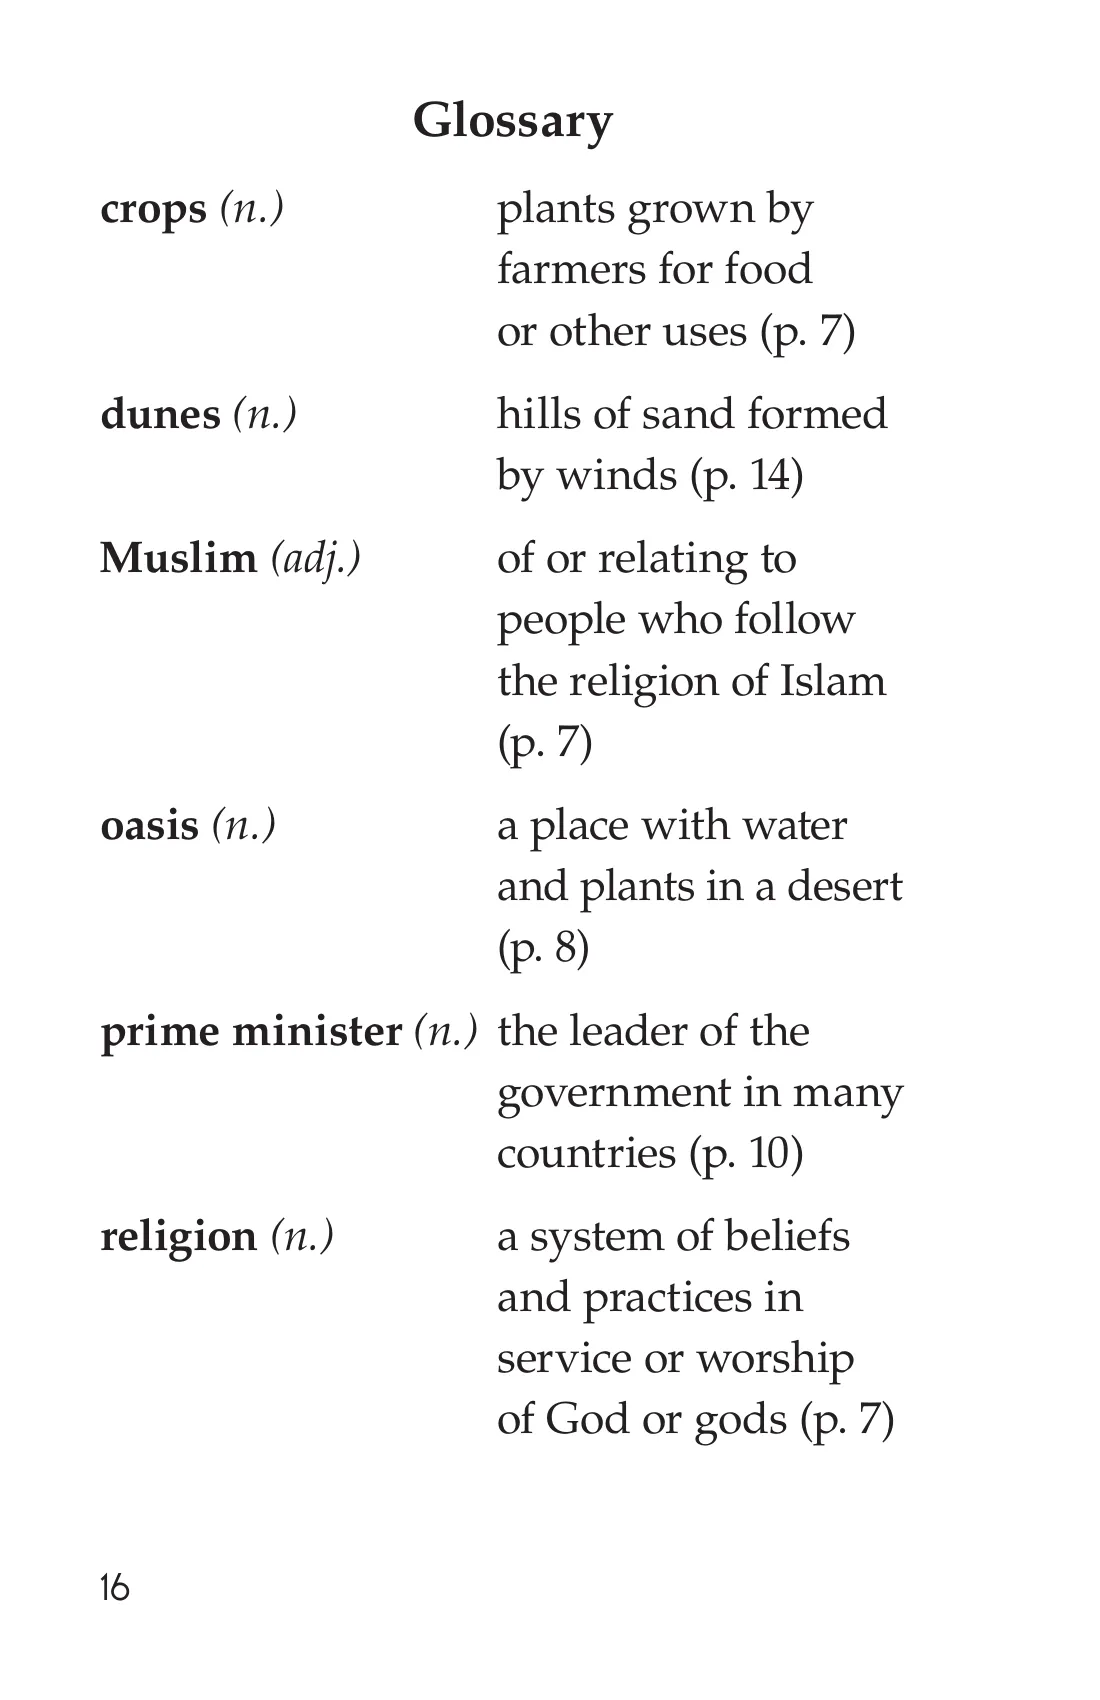 Glossary
crops (n.) plants grown by
farmers for food
or other uses (p. 7)
dunes (n.) hills of sand formed
by winds (p. 14)
Muslim (adj.) of or relating to
people who follow
the religion of Islam
(p. 7)
oasis (n.) a place with water
and plants in a desert
(p. 8)
prime minister (n.) the leader of the
government in many
countries (p. 10)
religion (n.) a system of beliefs
and practices in
service or worship
of God or gods (p. 7)
16